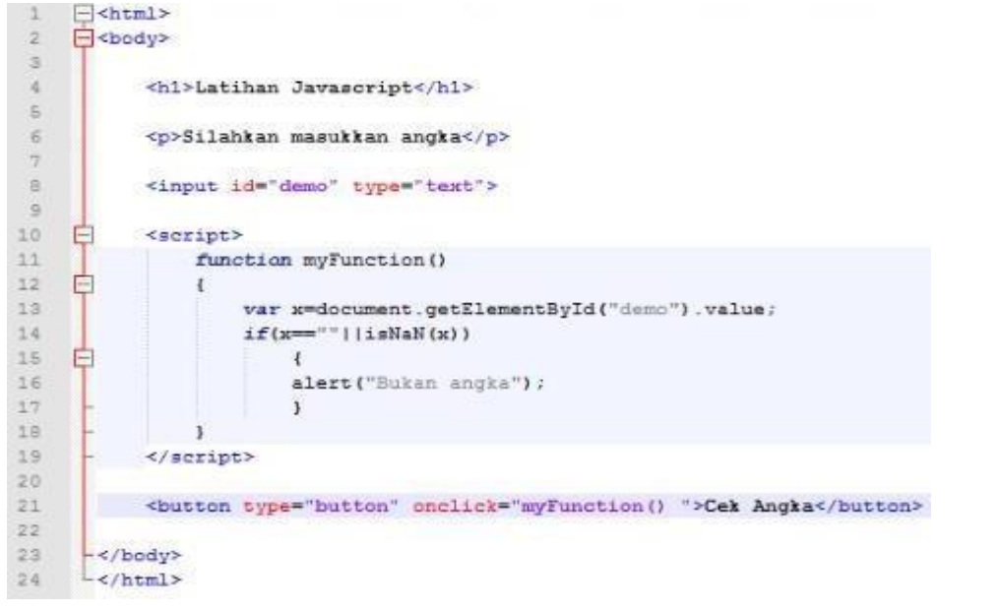 1 <html>
2 <body>
3
4 <h1>Latihan Javascript</h1>
5
6 <p>Silahkan masukkan angka</p>
7
8 <input id="demo" type="text">
9
10 <script>
11 function myFunction()
12 {
13 var x=document.getElementById("demo").value;
14 if(x==""||isNaN(x))
15 {
16 alert("Bukan angka");
17 }
18 }
19 </script>
20
21 <button type="button" onclick="myFunction() ">Cek Angka</button>
22
23 </body>
24 </html>